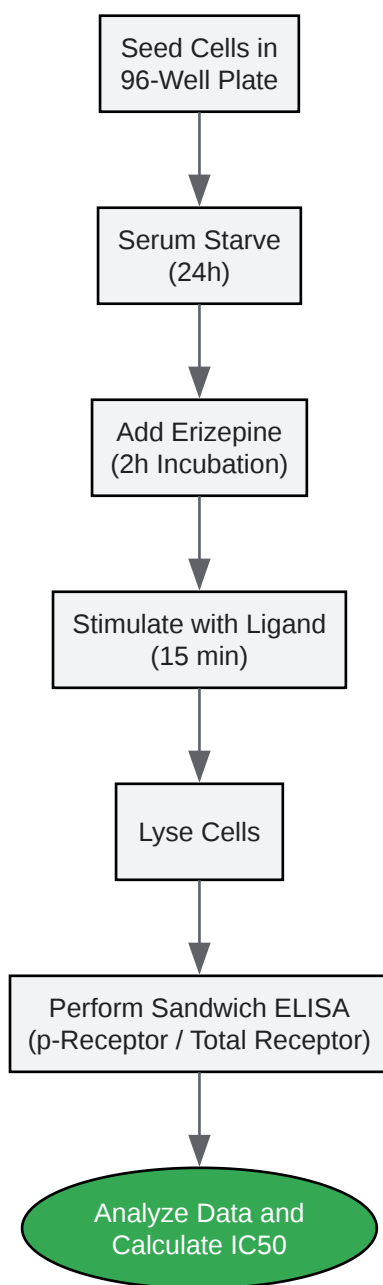 Seed Cells in
96-Well Plate
Serum Starve
(24h)
Add Erizepine
(2h Incubation)
Stimulate with Ligand
(15 min)
Lyse Cells
Perform Sandwich ELISA
(p-Receptor / Total Receptor)
Analyze Data and
Calculate IC50